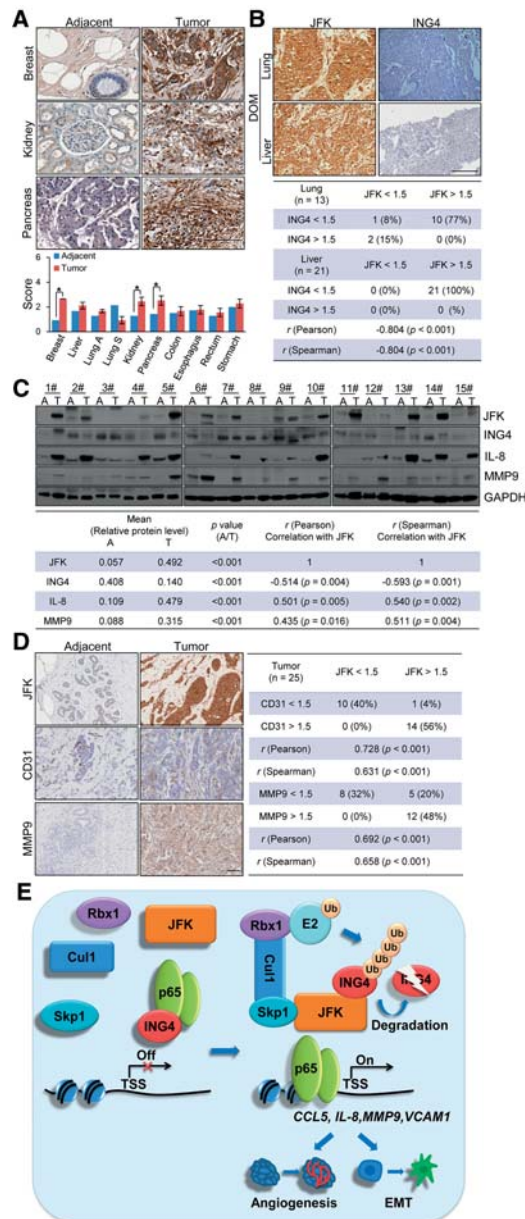 A
Adjacent Tumor
Breast
Kidney
Pancreas
Adjacent
Tumor
Score
6
4
2
0
Breast
Liver
Lung A
Lung S
Kidney
Pancreas
Colon
Esophagus
Rectum
Stomach
B
JFK ING4
DOM
Lung
Liver
Lung (n = 13) JFK < 1.5 JFK > 1.5
ING4 < 1.5 1 (8%) 10 (77%)
ING4 > 1.5 2 (15%) 0 (0%)
Liver (n = 21) JFK < 1.5 JFK > 1.5
ING4 < 1.5 0 (0%) 21 (100%)
ING4 > 1.5 0 (0%) 0 (%)
r (Pearson) -0.804 (p < 0.001)
r (Spearman) -0.804 (p < 0.001)
C
1# 2# 3# 4# 5# 6# 7# 8# 9# 10# 11# 12# 13# 14# 15#
A T A T A T A T A T A T A T A T A T A T A T A T A T A T A T
JFK
ING4
IL-8
MMP9
GAPDH
Mean (Relative protein level) p value (A/T) r (Pearson) Correlation with JFK r (Spearman) Correlation with JFK
A T
JFK 0.057 0.492 <0.001 1 1
ING4 0.408 0.140 <0.001 -0.514 (p = 0.004) -0.593 (p = 0.001)
IL-8 0.109 0.479 <0.001 0.501 (p = 0.005) 0.540 (p = 0.002)
MMP9 0.088 0.315 <0.001 0.435 (p = 0.016) 0.511 (p = 0.004)
D
Adjacent Tumor
JFK
CD31
MMP9
Tumor (n = 25) JFK < 1.5 JFK > 1.5
CD31 < 1.5 10 (40%) 1 (4%)
CD31 > 1.5 0 (0%) 14 (56%)
r (Pearson) 0.728 (p < 0.001)
r (Spearman) 0.631 (p < 0.001)
MMP9 < 1.5 8 (32%) 5 (20%)
MMP9 > 1.5 0 (0%) 12 (48%)
r (Pearson) 0.692 (p < 0.001)
r (Spearman) 0.658 (p < 0.001)
E
Rbx1
JFK
Cul1
p65
Skp1
ING4
Off
TSS
Rbx1
E2
Ub
Cul1
Ub
Ub
Ub
Ub
ING4
ING4
Skp1
JFK
Degradation
p65
On
TSS
CCL5, IL-8,MMP9,VCAM1
Angiogenesis
EMT